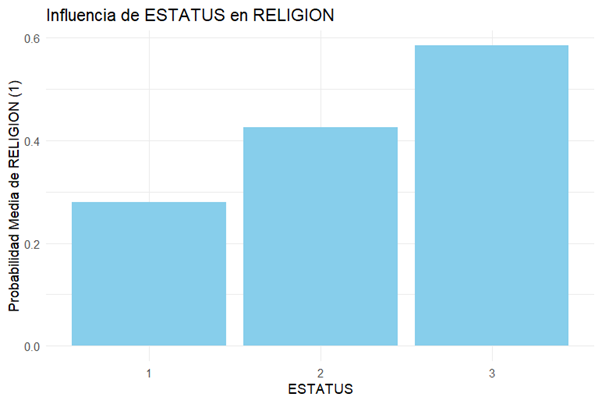 Influencia de ESTATUS en RELIGION
Probabilidad Media de RELIGION (1)
0.6
0.4
0.2
0.0
1 2 3
ESTATUS